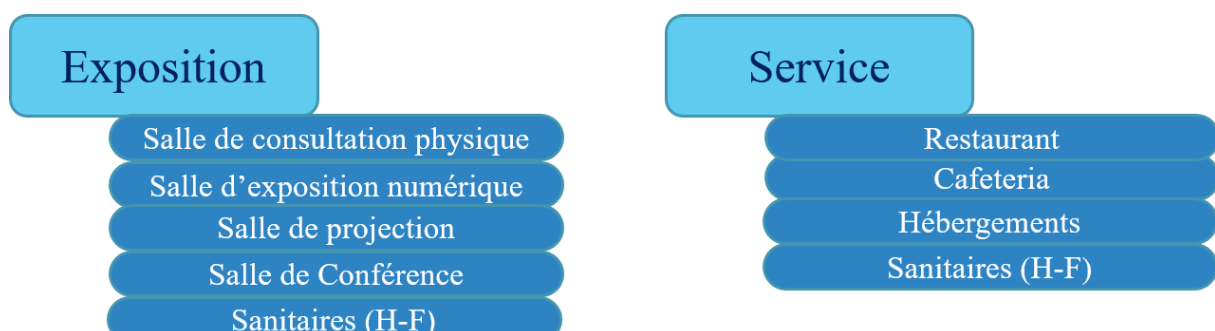 Exposition
Salle de consultation physique
Salle d’exposition numérique
Salle de projection
Salle de Conférence
Sanitaires (H-F)
Service
Restaurant
Cafeteria
Hébergements
Sanitaires (H-F)